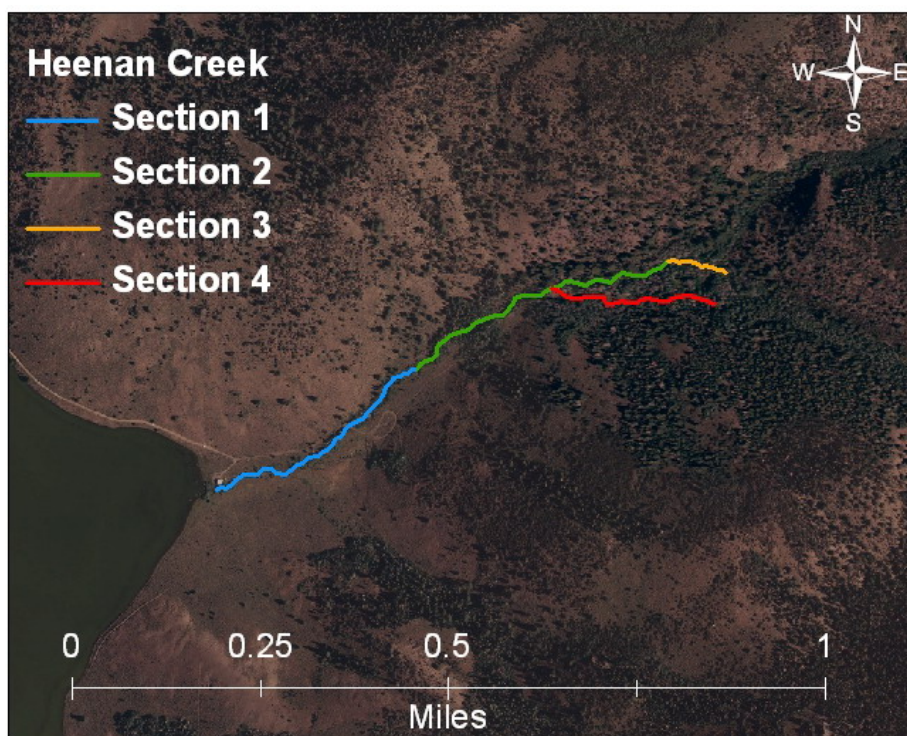 Heenan Creek
Section 1
Section 2
Section 3
Section 4
N
W E
S
0 0.25 0.5 1
Miles